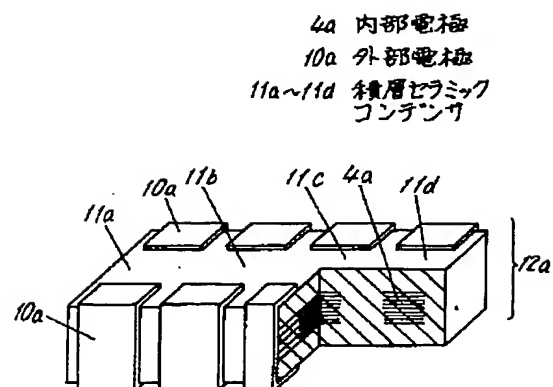 4a 内部電極
10a 外部電極
11a~11d 積層セラミック
コンデンサ
10a 11b 11c 4a 11d
11a
12a
10a